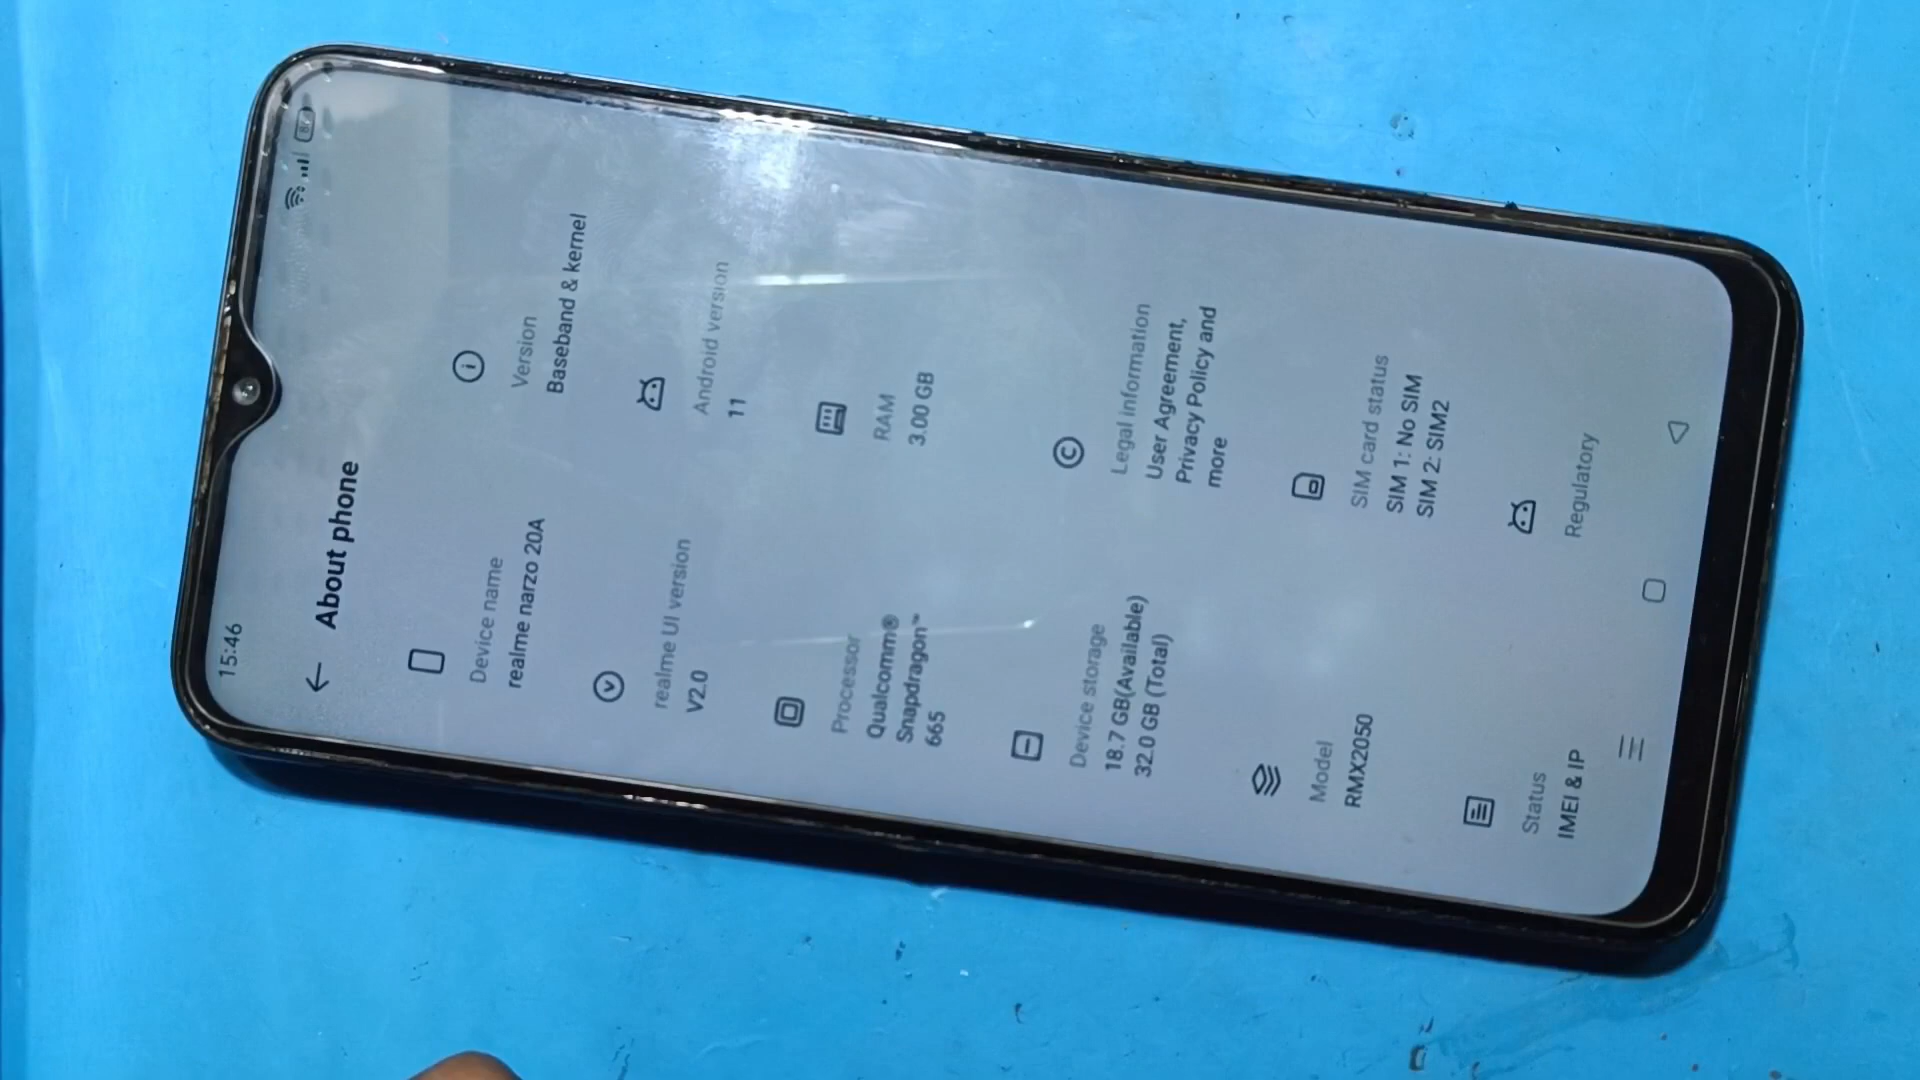 15:46
About phone
Device name
realme narzo 20A
Version
Baseband & kernel
realme UI version
V2.0
Android version
11
Processor
Qualcomm®
Snapdragon™
665
RAM
3.00 GB
Device storage
18.7 GB(Available)
32.0 GB (Total)
Legal information
User Agreement,
Privacy Policy and
more
Model
RMX2050
SIM card status
SIM 1: No SIM
SIM 2: SIM2
Status
IMEI & IP
Regulatory